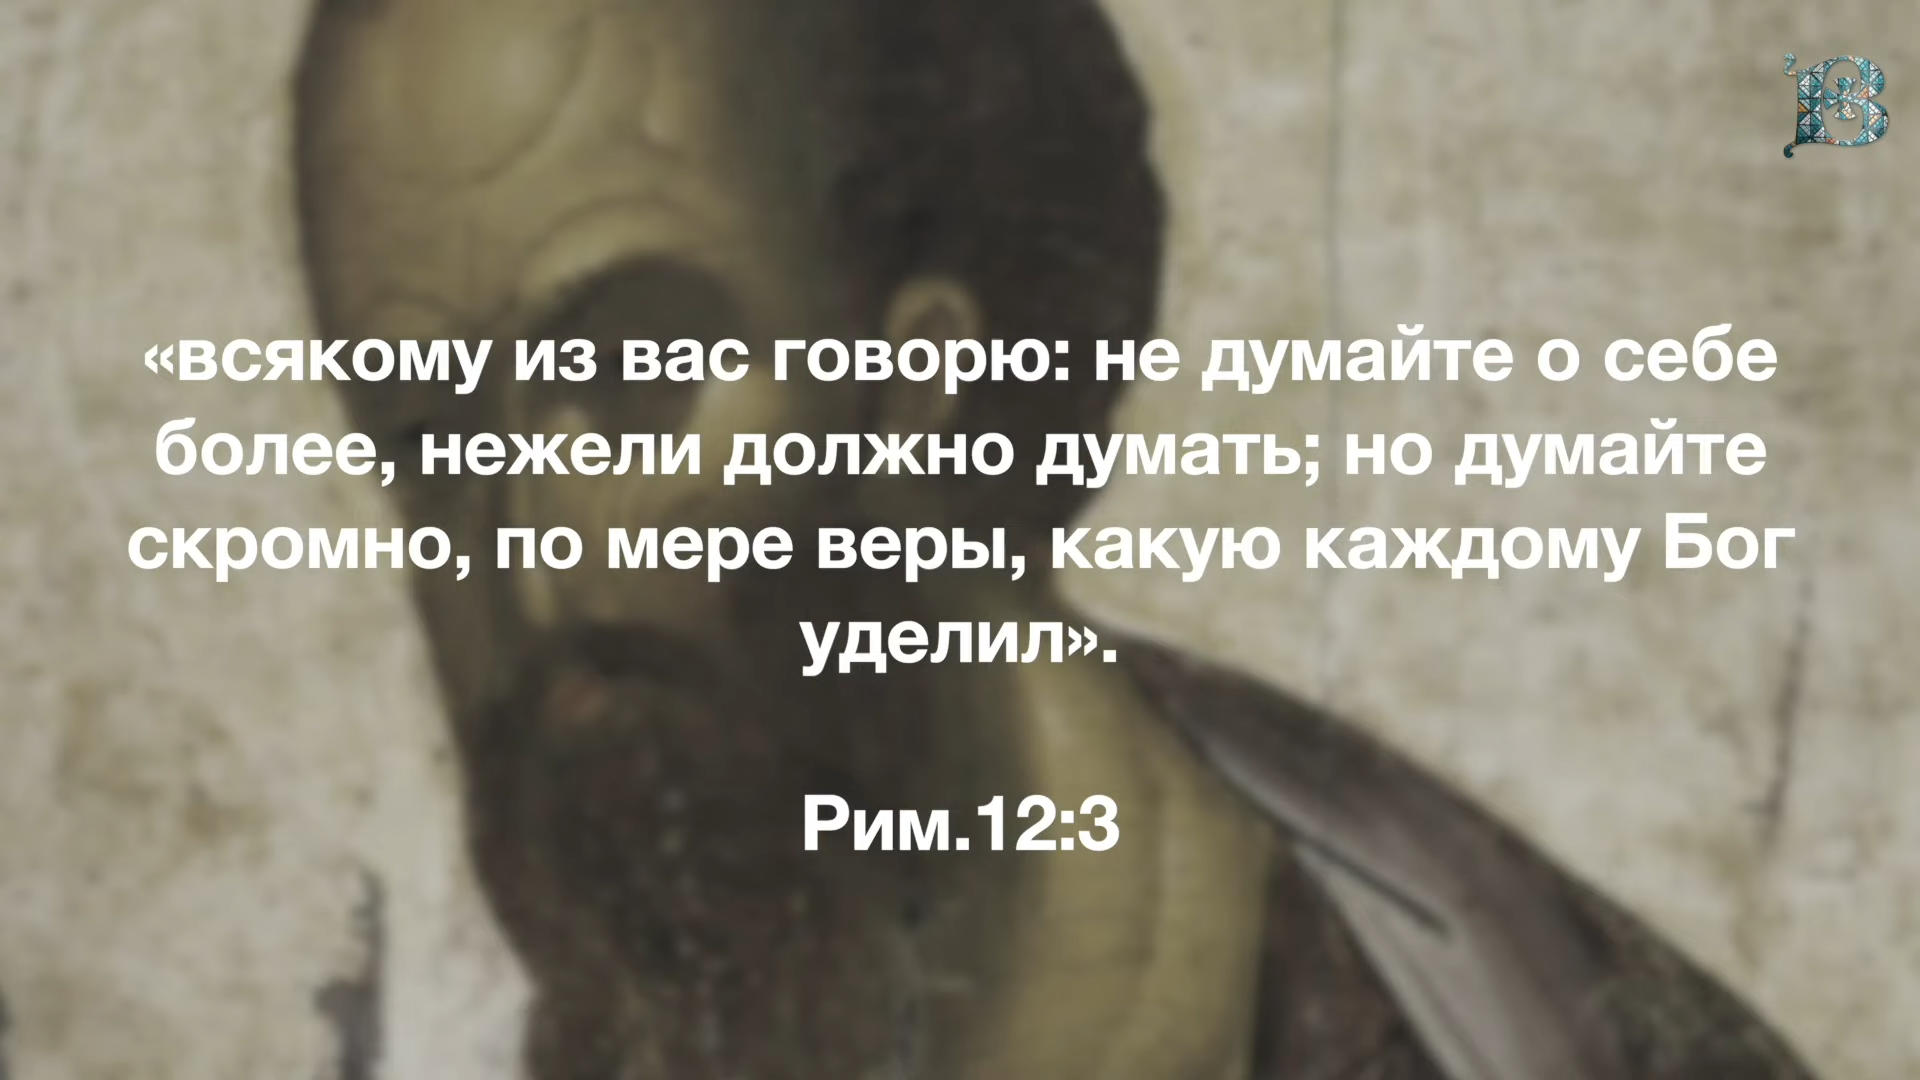 «всякому из вас говорю: не думайте о себе
более, нежели должно думать; но думайте
скромно, по мере веры, какую каждому Бог
уделил».
Рим.12:3
В